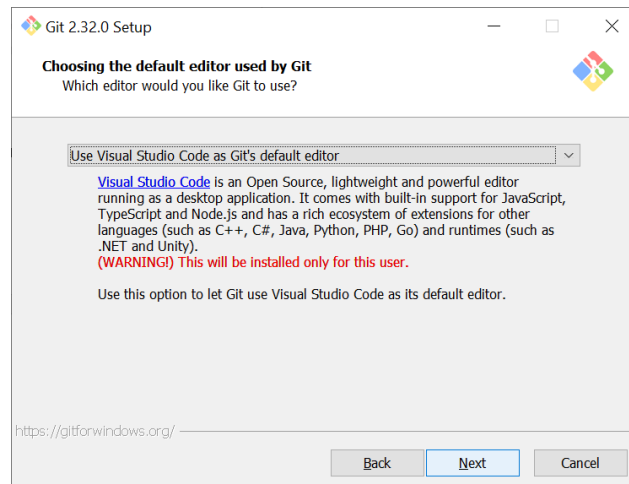 Git 2.32.0 Setup
Choosing the default editor used by Git
Which editor would you like Git to use?
Use Visual Studio Code as Git's default editor
Visual Studio Code is an Open Source, lightweight and powerful editor
running as a desktop application. It comes with built-in support for JavaScript,
TypeScript and Node.js and has a rich ecosystem of extensions for other
languages (such as C++, C#, Java, Python, PHP, Go) and runtimes (such as
.NET and Unity).
(WARNING!) This will be installed only for this user.
Use this option to let Git use Visual Studio Code as its default editor.
https://gitforwindows.org/
Back Next Cancel